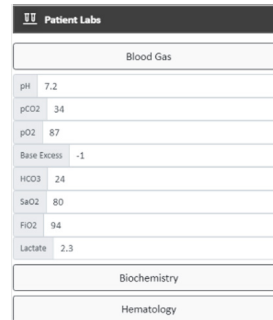 Patient Labs
Blood Gas
pH 7.2
pCO2 34
pO2 87
Base Excess -1
HCO3 24
SaO2 80
FiO2 94
Lactate 2.3
Biochemistry
Hematology